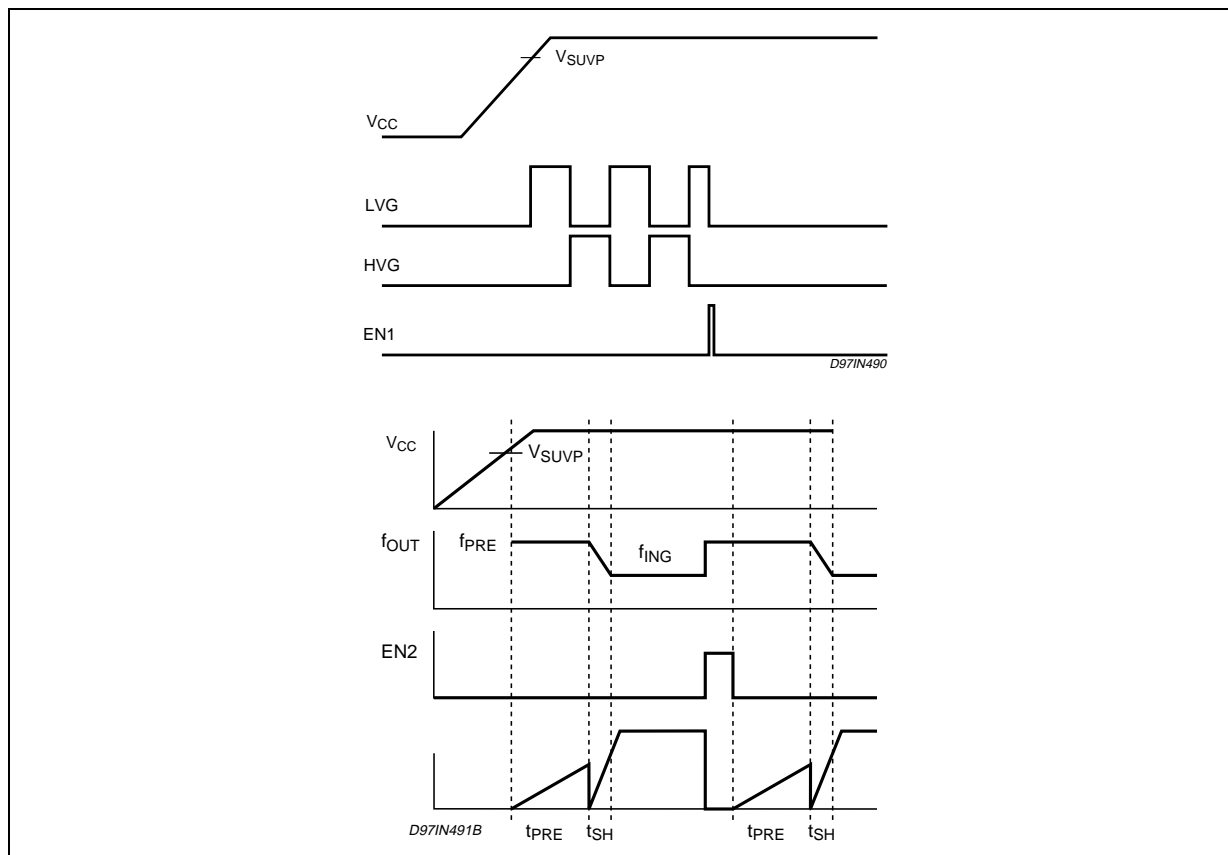 VSUVP
VCC
LVG
HVG
EN1
D97IN490
VCC
VSUVP
fOUT
fPRE
fING
EN2
D97IN491B
tPRE
tSH
tPRE
tSH